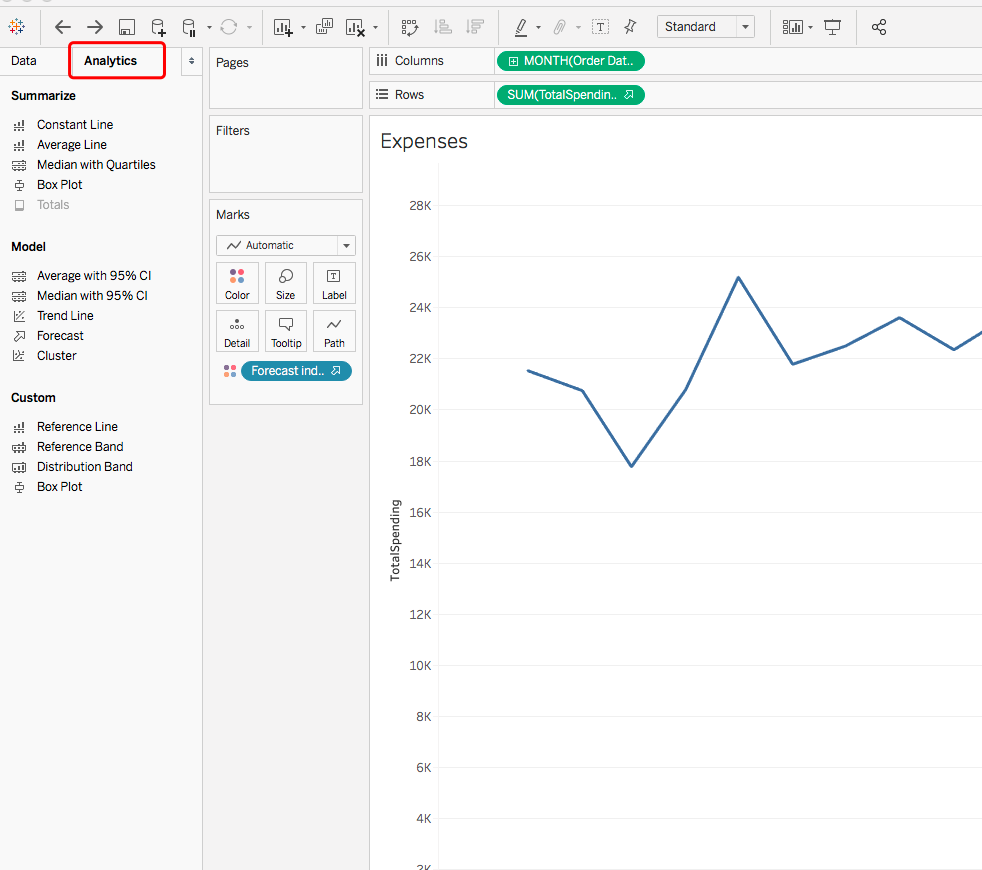 Standard
Data
Analytics
Summarize
Constant Line
Average Line
Median with Quartiles
Box Plot
Totals
Model
Average with 95% CI
Median with 95% CI
Trend Line
Forecast
Cluster
Custom
Reference Line
Reference Band
Distribution Band
Box Plot
Pages
Filters
Marks
Automatic
Color
Size
T
Label
Detail
Tooltip
Path
Forecast ind..
Columns
MONTH(Order Dat..
Rows
SUM(TotalSpendin..
Expenses
TotalSpending
28K
26K
24K
22K
20K
18K
16K
14K
12K
10K
8K
6K
4K
2K